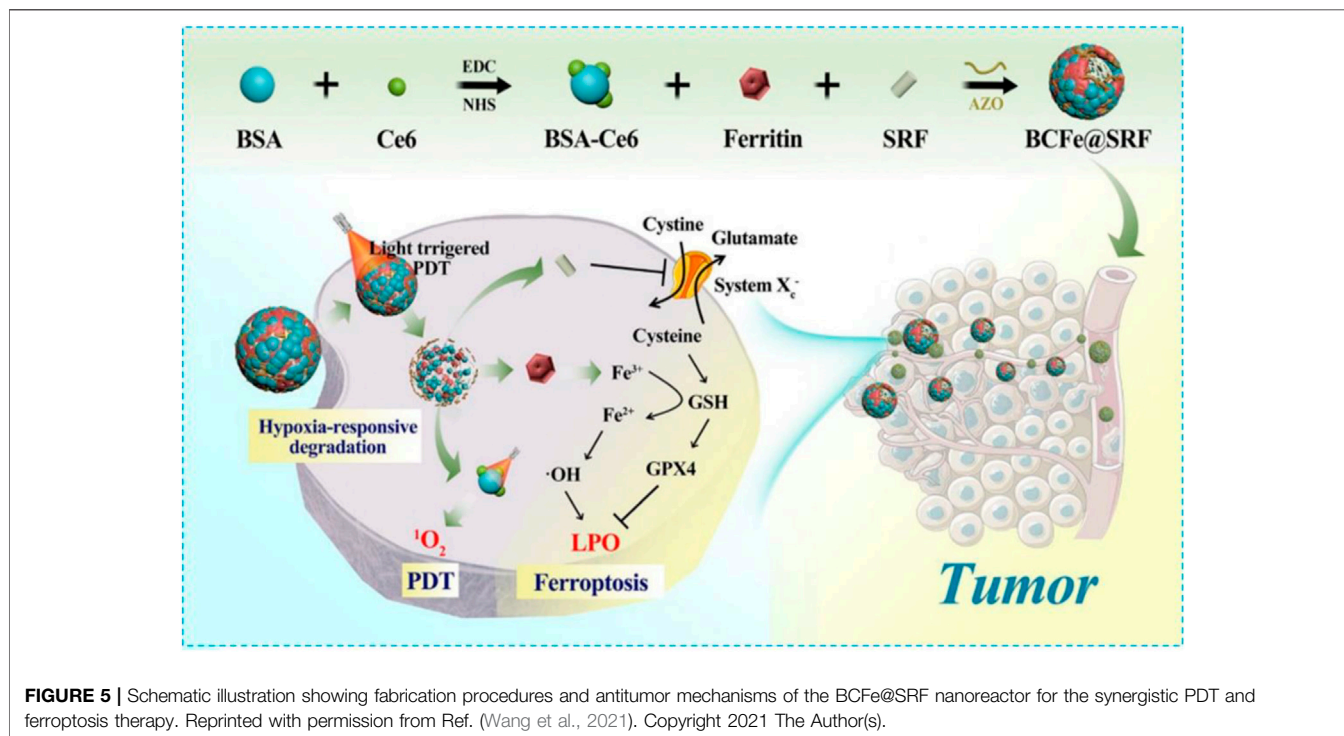 EDC
NHS
AZO
BSA
Ce6
BSA-Ce6
Ferritin
SRF
BCFe@SRF
Light trrigered
PDT
Cystine
Glutamate
System Xc-
Cysteine
Fe3+
GSH
Fe2+
Hypoxia-responsive
degradation
·OH
GPX4
1O2
LPO
PDT
Ferroptosis
Tumor
FIGURE 5 | Schematic illustration showing fabrication procedures and antitumor mechanisms of the BCFe@SRF nanoreactor for the synergistic PDT and
ferroptosis therapy. Reprinted with permission from Ref. (Wang et al., 2021). Copyright 2021 The Author(s).